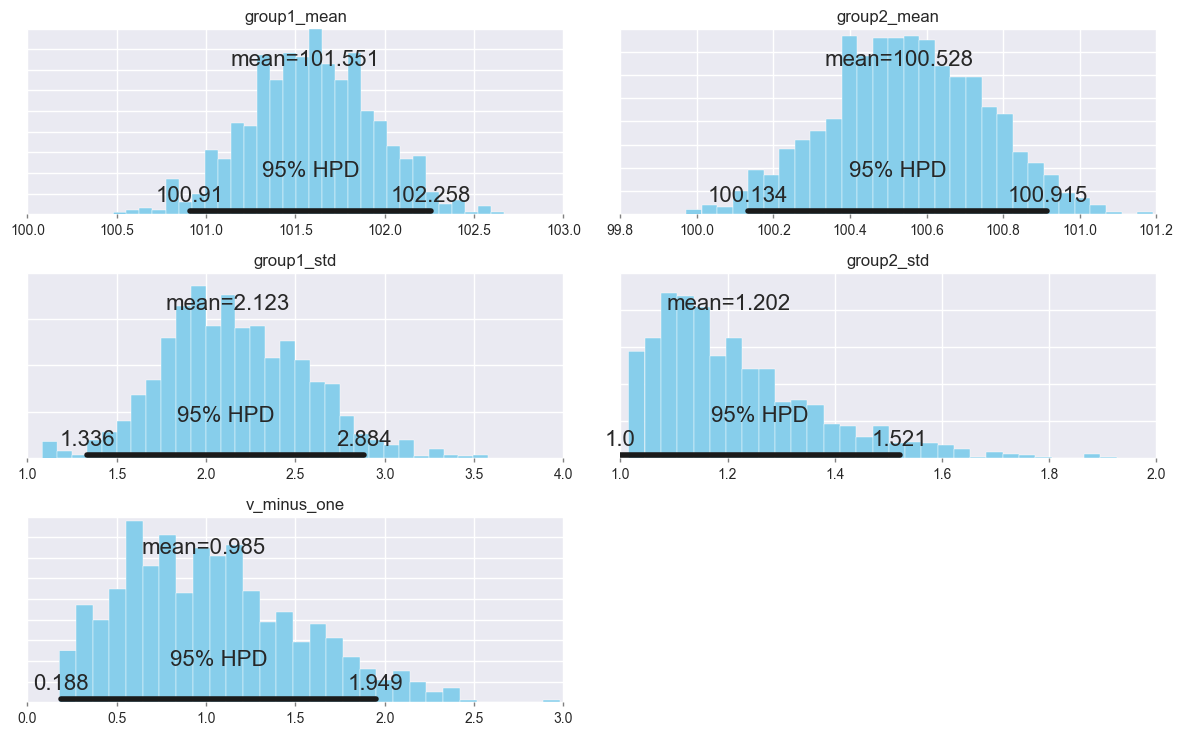 group1_mean
mean=101.551
95% HPD
100.91 102.258
100.0 100.5 101.0 101.5 102.0 102.5 103.0
group2_mean
mean=100.528
95% HPD
100.134 100.915
99.8 100.0 100.2 100.4 100.6 100.8 101.0 101.2
group1_std
mean=2.123
95% HPD
1.336 2.884
1.0 1.5 2.0 2.5 3.0 3.5 4.0
group2_std
mean=1.202
95% HPD
1.0 1.521
1.0 1.2 1.4 1.6 1.8 2.0
v_minus_one
mean=0.985
95% HPD
0.188 1.949
0.0 0.5 1.0 1.5 2.0 2.5 3.0